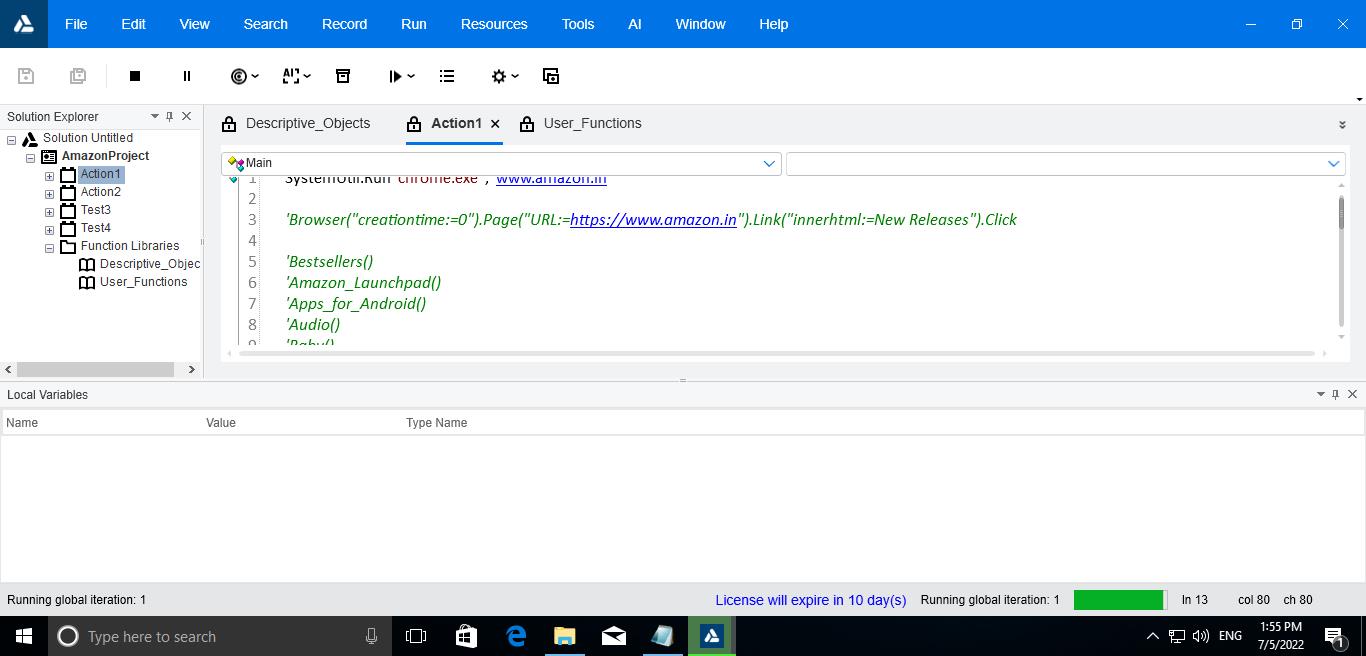 File Edit View Search Record Run Resources Tools AI Window Help
Solution Explorer
Solution Untitled
AmazonProject
Action1
Action2
Test3
Test4
Function Libraries
Descriptive_Objec
User_Functions
Descriptive_Objects Action1 User_Functions
Main
1 SystemUtil.Run "chrome.exe", "www.amazon.in"
2
3 'Browser("creationtime:=0").Page("URL:=https://www.amazon.in").Link("innerhtml:=New Releases").Click
4
5 'Bestsellers()
6 'Amazon_Launchpad()
7 'Apps_for_Android()
8 'Audio()
9 'Baby()
Local Variables
Name Value Type Name
Running global iteration: 1 License will expire in 10 day(s) Running global iteration: 1 ln 13 col 80 ch 80
Type here to search ENG 1:55 PM
7/5/2022 1